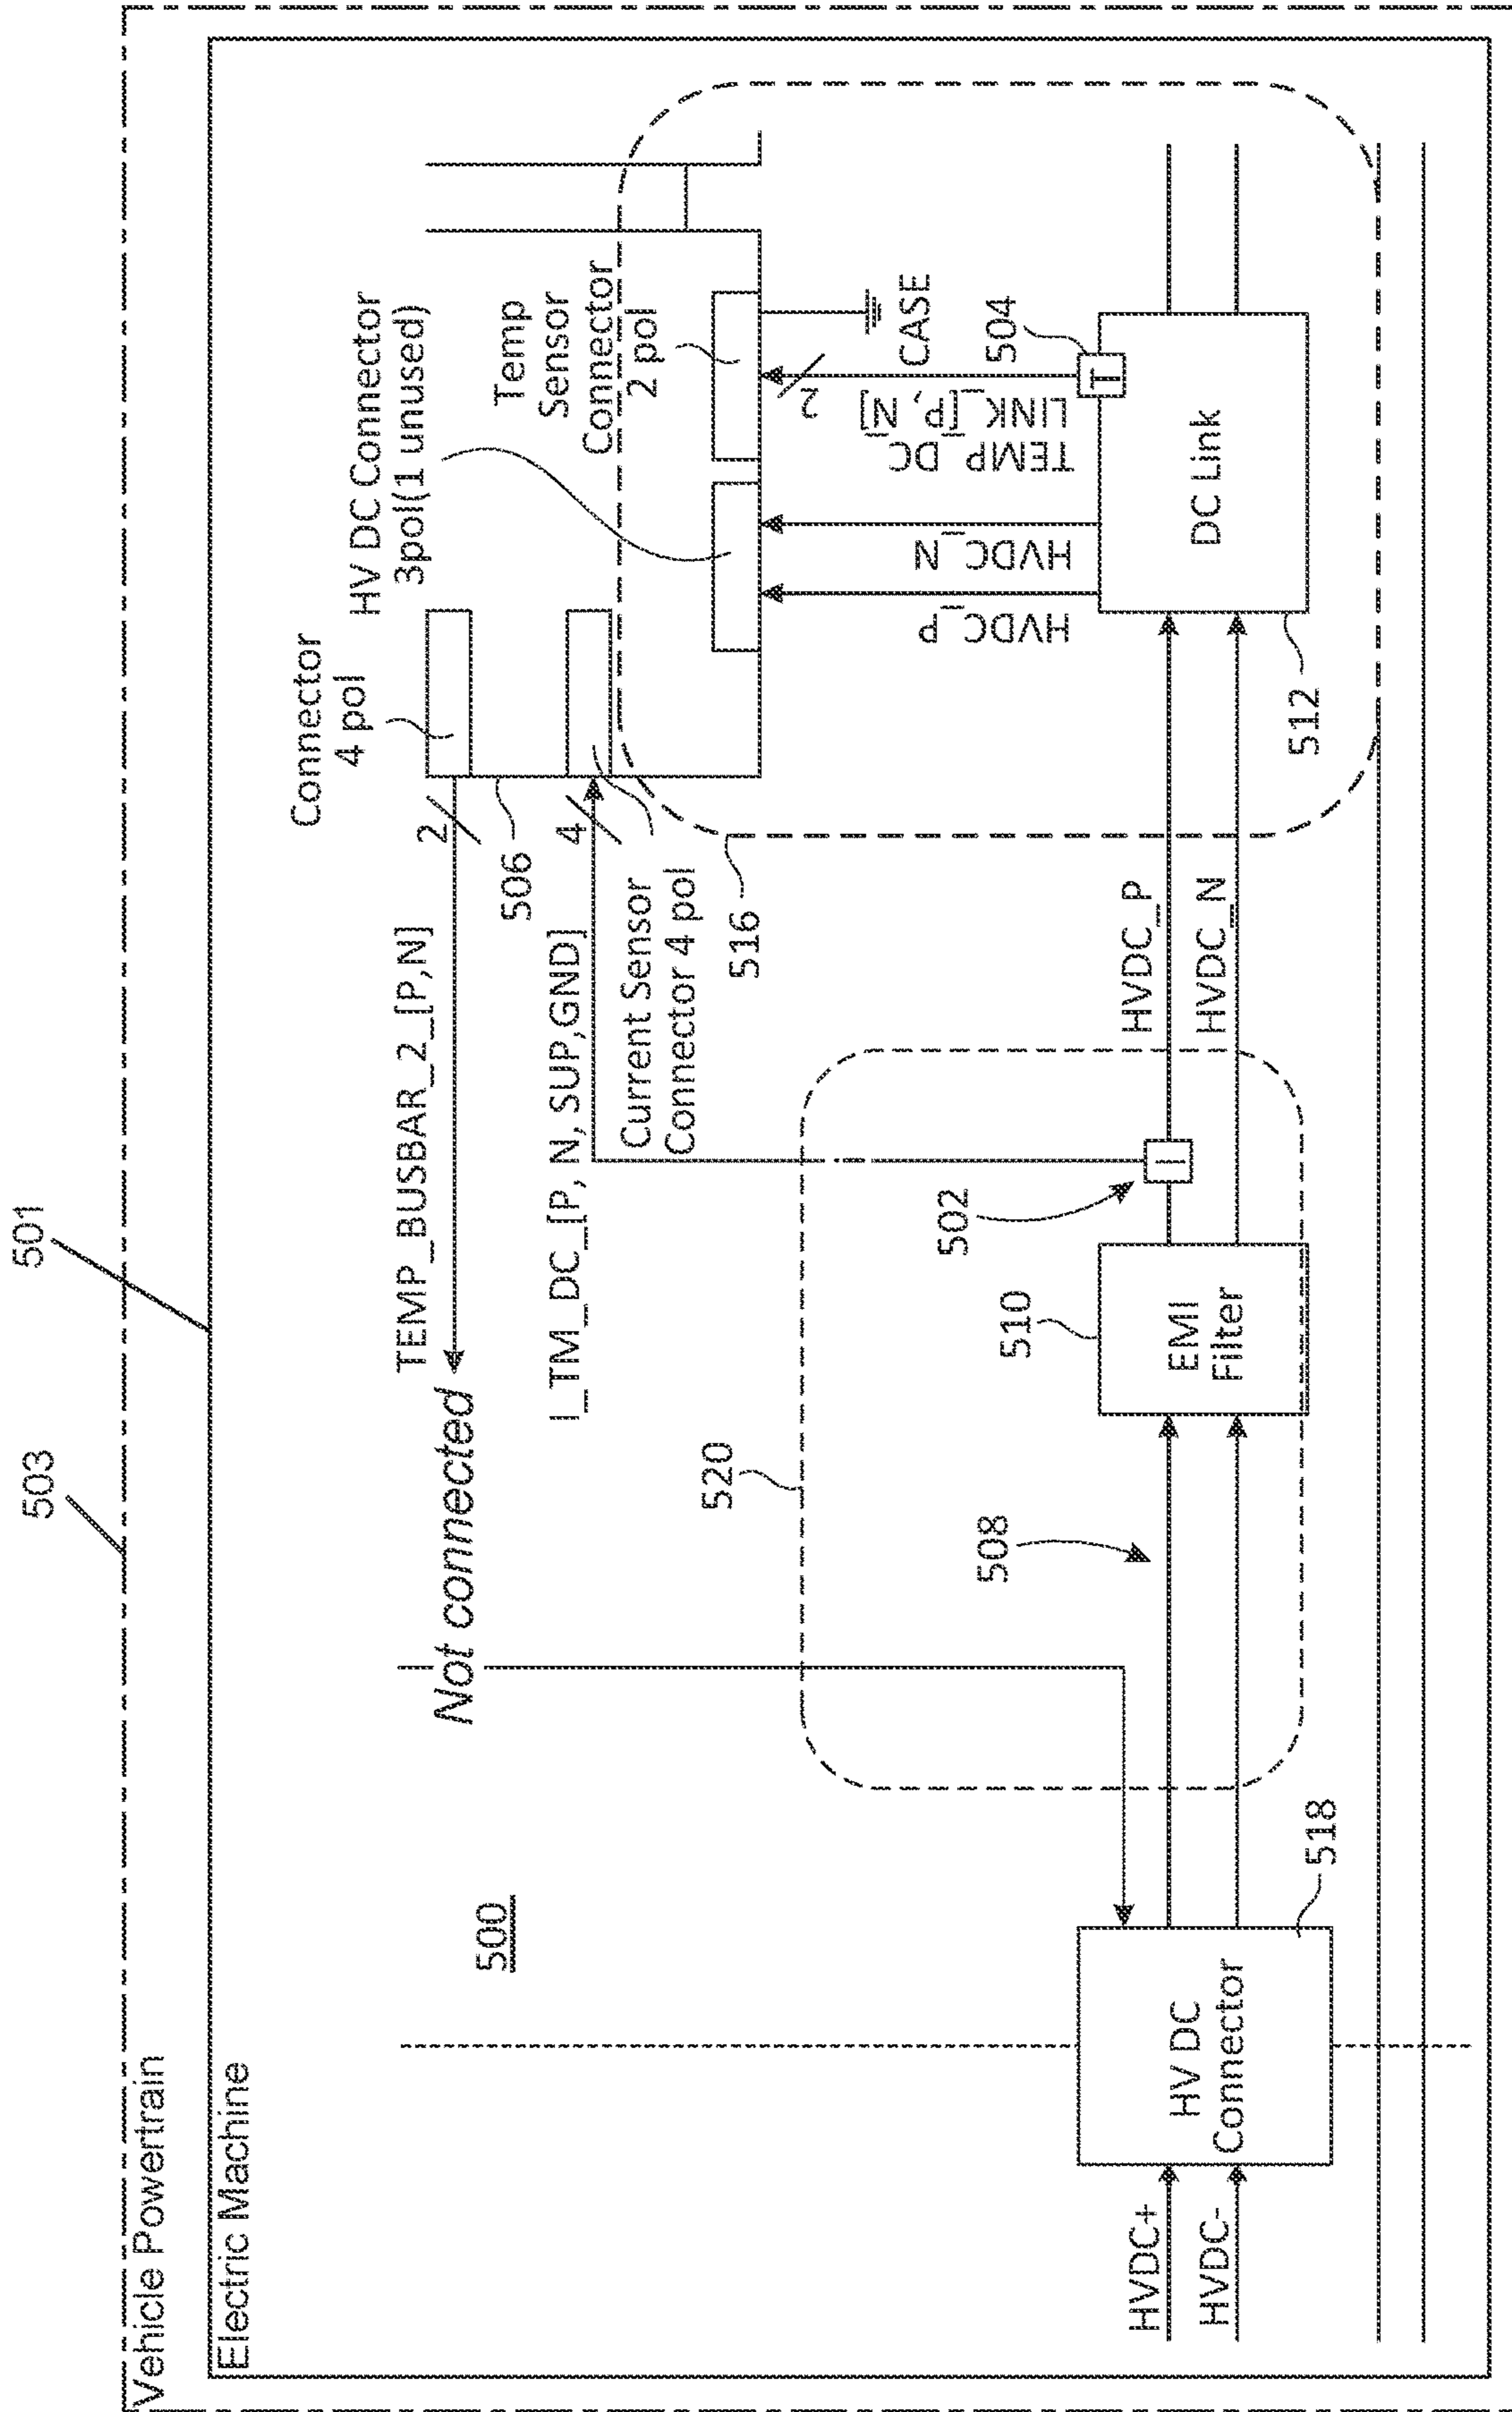 503
501
Vehicle Powertrain
Electric Machine
500
Connector
4 pol
HV DC Connector
3pol(1 unused)
TEMP_BUSBAR_2_[P,N]
2
Not connected
506
Temp
Sensor
Connector
2 pol
I_TM_DC_[P, N, SUP,GND]
4
Current Sensor
Connector 4 pol
516
520
2
CASE
504
TEMP_DC_
LINK_[P, N]
HVDC_N
HVDC_P
508
502
510
HVDC_P
HVDC_N
T
I
HVDC+
HVDC-
HV DC
Connector
EMI
Filter
DC Link
518
512